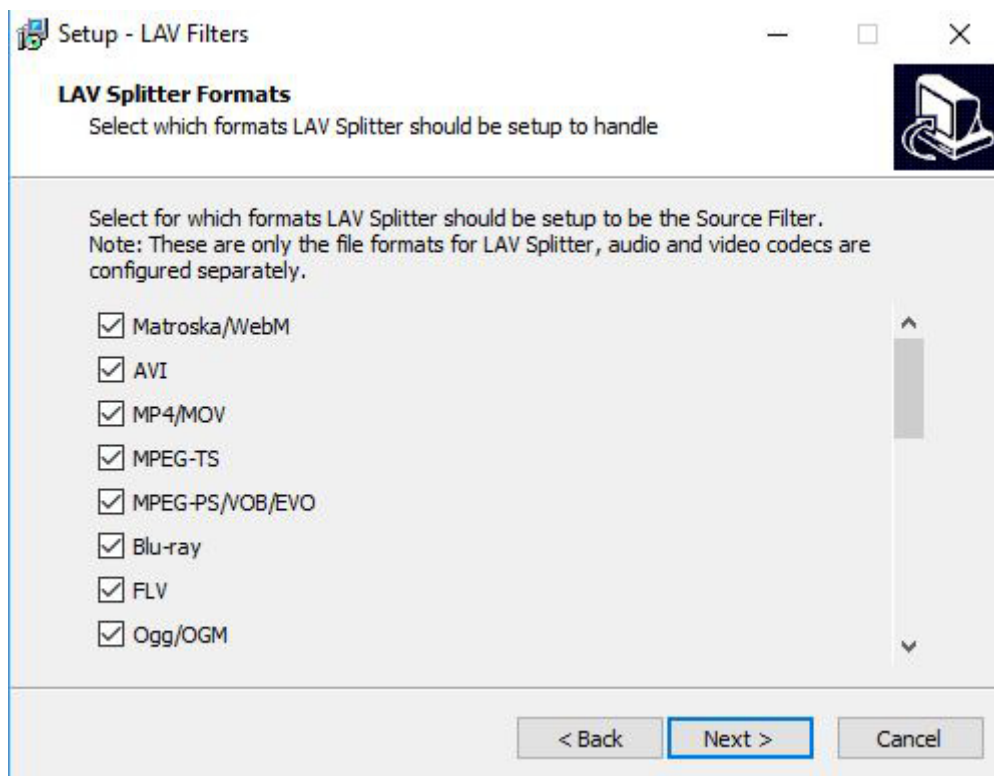 Setup - LAV Filters
LAV Splitter Formats
Select which formats LAV Splitter should be setup to handle
Select for which formats LAV Splitter should be setup to be the Source Filter.
Note: These are only the file formats for LAV Splitter, audio and video codecs are
configured separately.
Matroska/WebM
AVI
MP4/MOV
MPEG-TS
MPEG-PS/VOB/EVO
Blu-ray
FLV
Ogg/OGM
< Back Next > Cancel